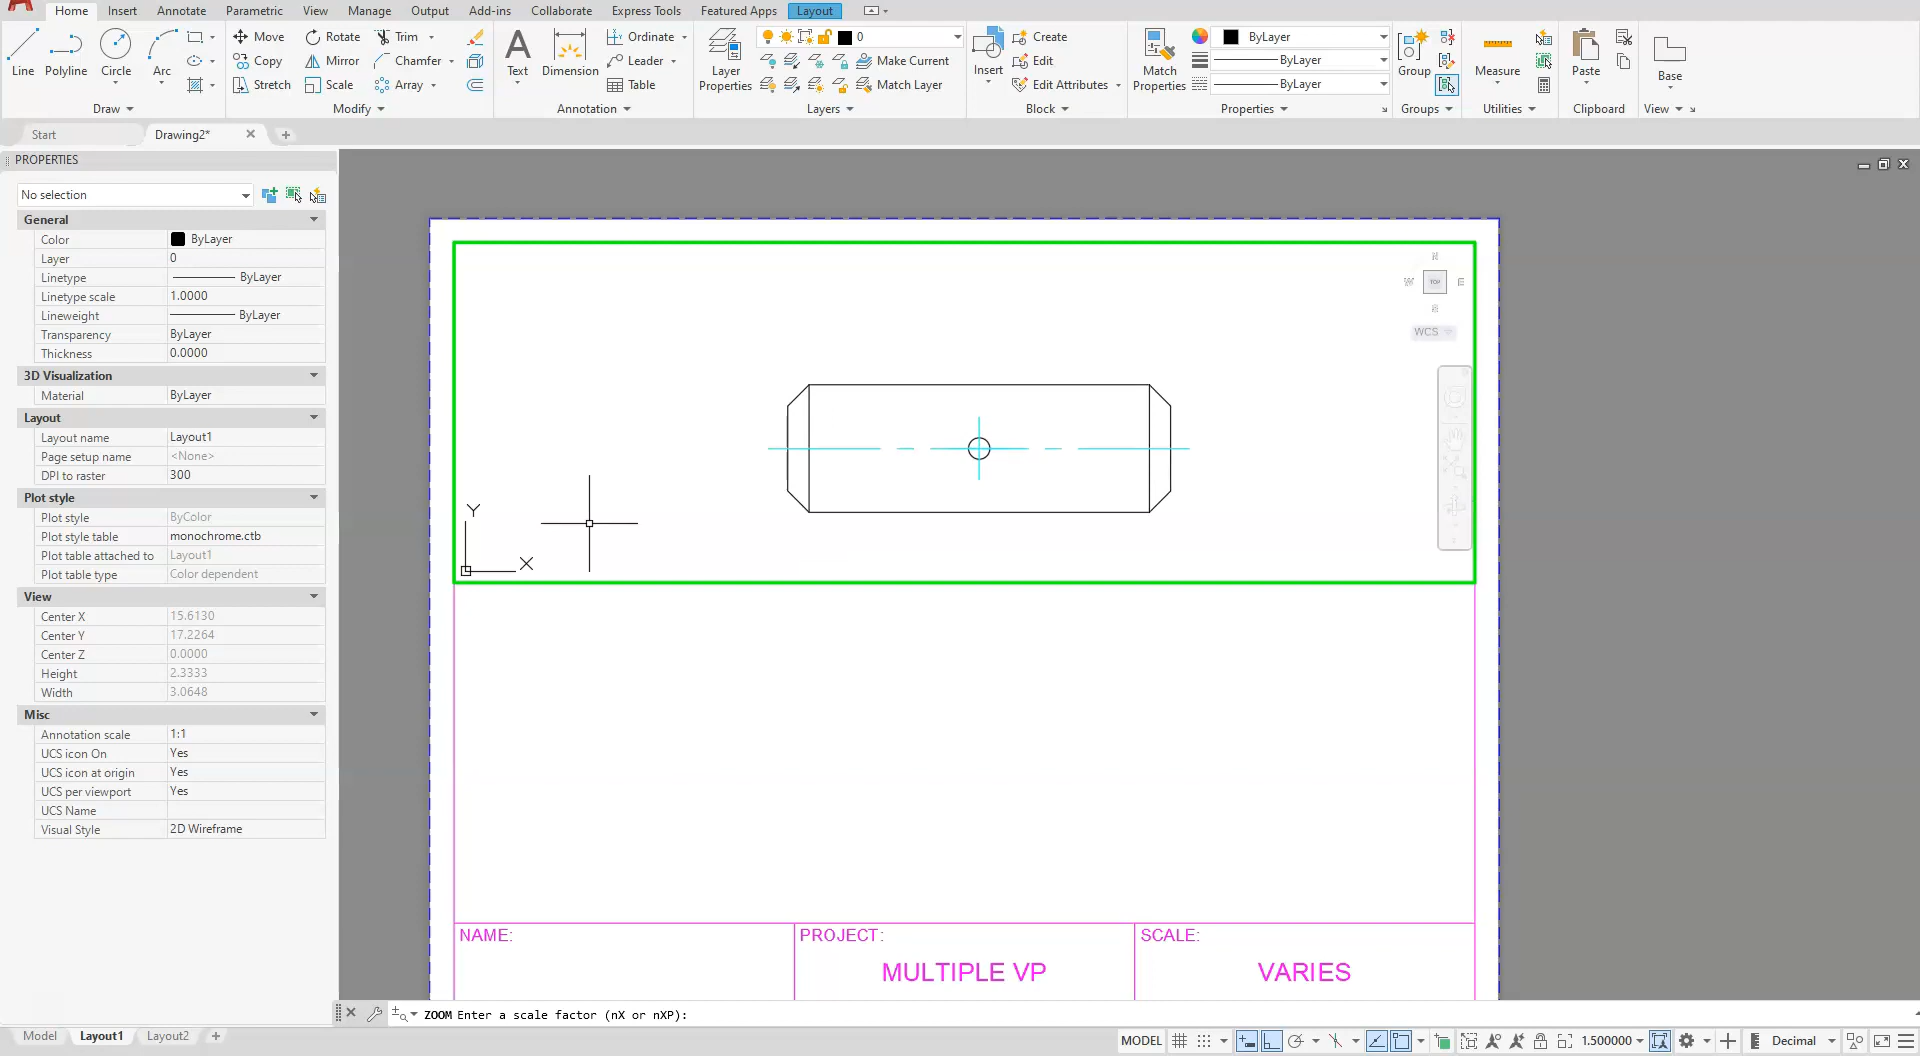 Home Insert Annotate Parametric View Manage Output Add-ins Collaborate Express Tools Featured Apps Layout
Line Polyline Circle Arc
Draw
Move Rotate Trim
Copy Mirror Chamfer
Stretch Scale Array
Modify
Text Dimension
Ordinate
Leader
Table
Annotation
Layer Properties
0
Make Current
Match Layer
Layers
Insert
Create
Edit
Edit Attributes
Block
Match Properties
ByLayer
ByLayer
ByLayer
Properties
Group
Groups
Measure
Utilities
Paste
Clipboard
Base
View
Start Drawing2*
PROPERTIES
No selection
General
Color ByLayer
Layer 0
Linetype ByLayer
Linetype scale 1.0000
Lineweight ByLayer
Transparency ByLayer
Thickness 0.0000
3D Visualization
Material ByLayer
Layout
Layout name Layout1
Page setup name <None>
DPI to raster 300
Plot style
Plot style ByColor
Plot style table monochrome.ctb
Plot table attached to Layout1
Plot table type Color dependent
View
Center X 15.6130
Center Y 17.2264
Center Z 0.0000
Height 2.3333
Width 3.0648
Misc
Annotation scale 1:1
UCS icon On Yes
UCS icon at origin Yes
UCS per viewport Yes
UCS Name
Visual Style 2D Wireframe
N
W TOP E
S
WCS
Y
X
NAME: PROJECT: SCALE:
MULTIPLE VP VARIES
ZOOM Enter a scale factor (nX or nXP):
Model Layout1 Layout2
MODEL 1.500000 Decimal